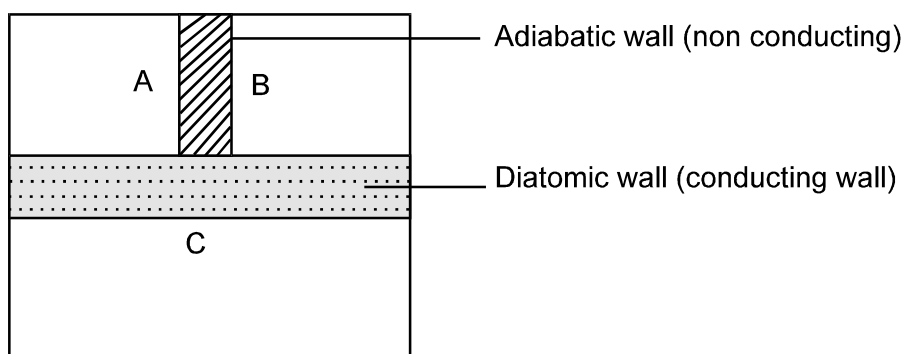 Adiabatic wall (non conducting)
A
B
Diatomic wall (conducting wall)
C